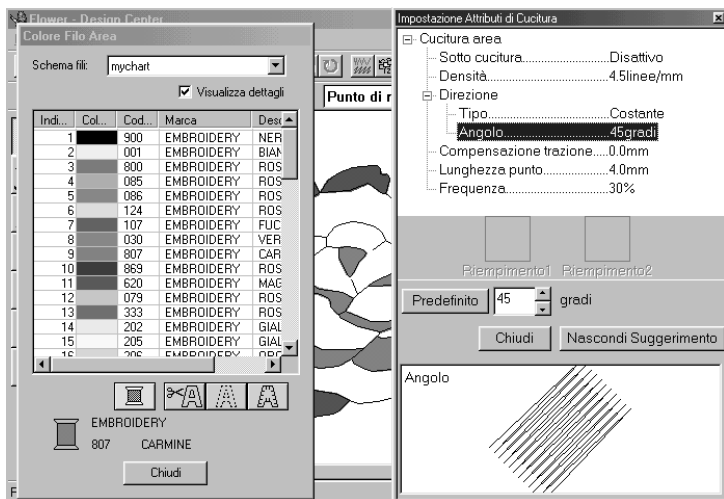 Flower - Design Center
Colore Filo Area
Schema fili: mychart
Visualizza dettagli
Indi... Col... Cod... Marca Desc
1 900 EMBROIDERY NER
2 001 EMBROIDERY BIAN
3 800 EMBROIDERY ROS
4 085 EMBROIDERY ROS
5 086 EMBROIDERY ROS
6 124 EMBROIDERY ROS
7 107 EMBROIDERY FUC
8 030 EMBROIDERY VER
9 807 EMBROIDERY CAR
10 869 EMBROIDERY ROS
11 620 EMBROIDERY MAG
12 079 EMBROIDERY ROS
13 333 EMBROIDERY ROS
14 202 EMBROIDERY GIAL
15 205 EMBROIDERY GIAL
16 206 EMBROIDERY ORO
EMBROIDERY
807 CARMINE
Chiudi
Punto di r
Impostazione Attributi di Cucitura
Cucitura area
Sotto cucitura Disattivo
Densità 4.5linee/mm
Direzione
Tipo Costante
Angolo 45gradi
Compensazione trazione 0.0mm
Lunghezza punto 4.0mm
Frequenza 30%
Riempimento1 Riempimento2
Predefinito 45 gradi
Chiudi Nascondi Suggerimento
Angolo